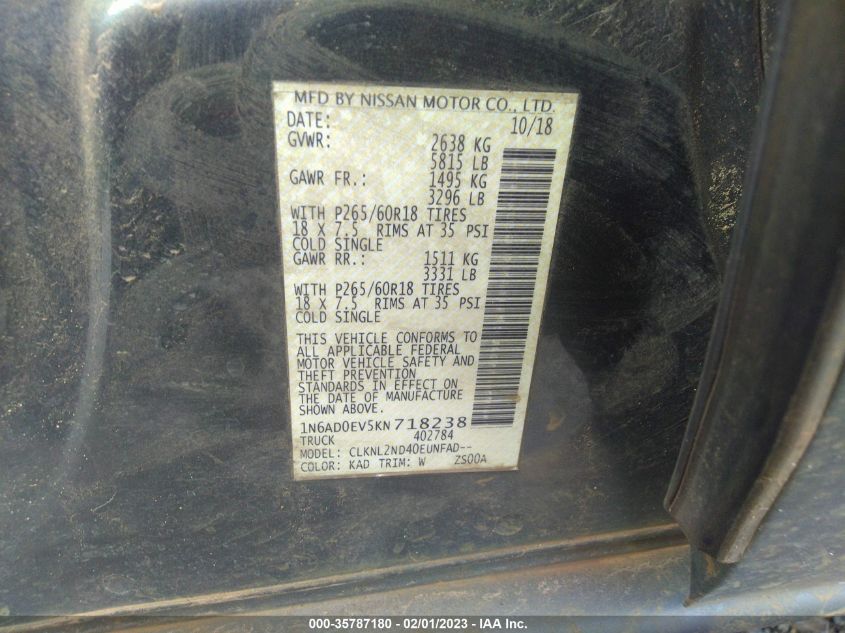 MFD BY NISSAN MOTOR CO., LTD.
DATE: 10/18
GVWR: 2638 KG
5815 LB
GAWR FR.: 1495 KG
3296 LB
WITH P265/60R18 TIRES
18 X 7.5 RIMS AT 35 PSI
COLD SINGLE
GAWR RR.: 1511 KG
3331 LB
WITH P265/60R18 TIRES
18 X 7.5 RIMS AT 35 PSI
COLD SINGLE
THIS VEHICLE CONFORMS TO
ALL APPLICABLE FEDERAL
MOTOR VEHICLE SAFETY AND
THEFT PREVENTION
STANDARDS IN EFFECT ON
THE DATE OF MANUFACTURE
SHOWN ABOVE.
1N6AD0EV5KN718238
TRUCK 402784
MODEL: CLKNL2ND40EUNFAD--
COLOR: KAD TRIM: W ZS00A
000-35787180 - 02/01/2023 - IAA Inc.